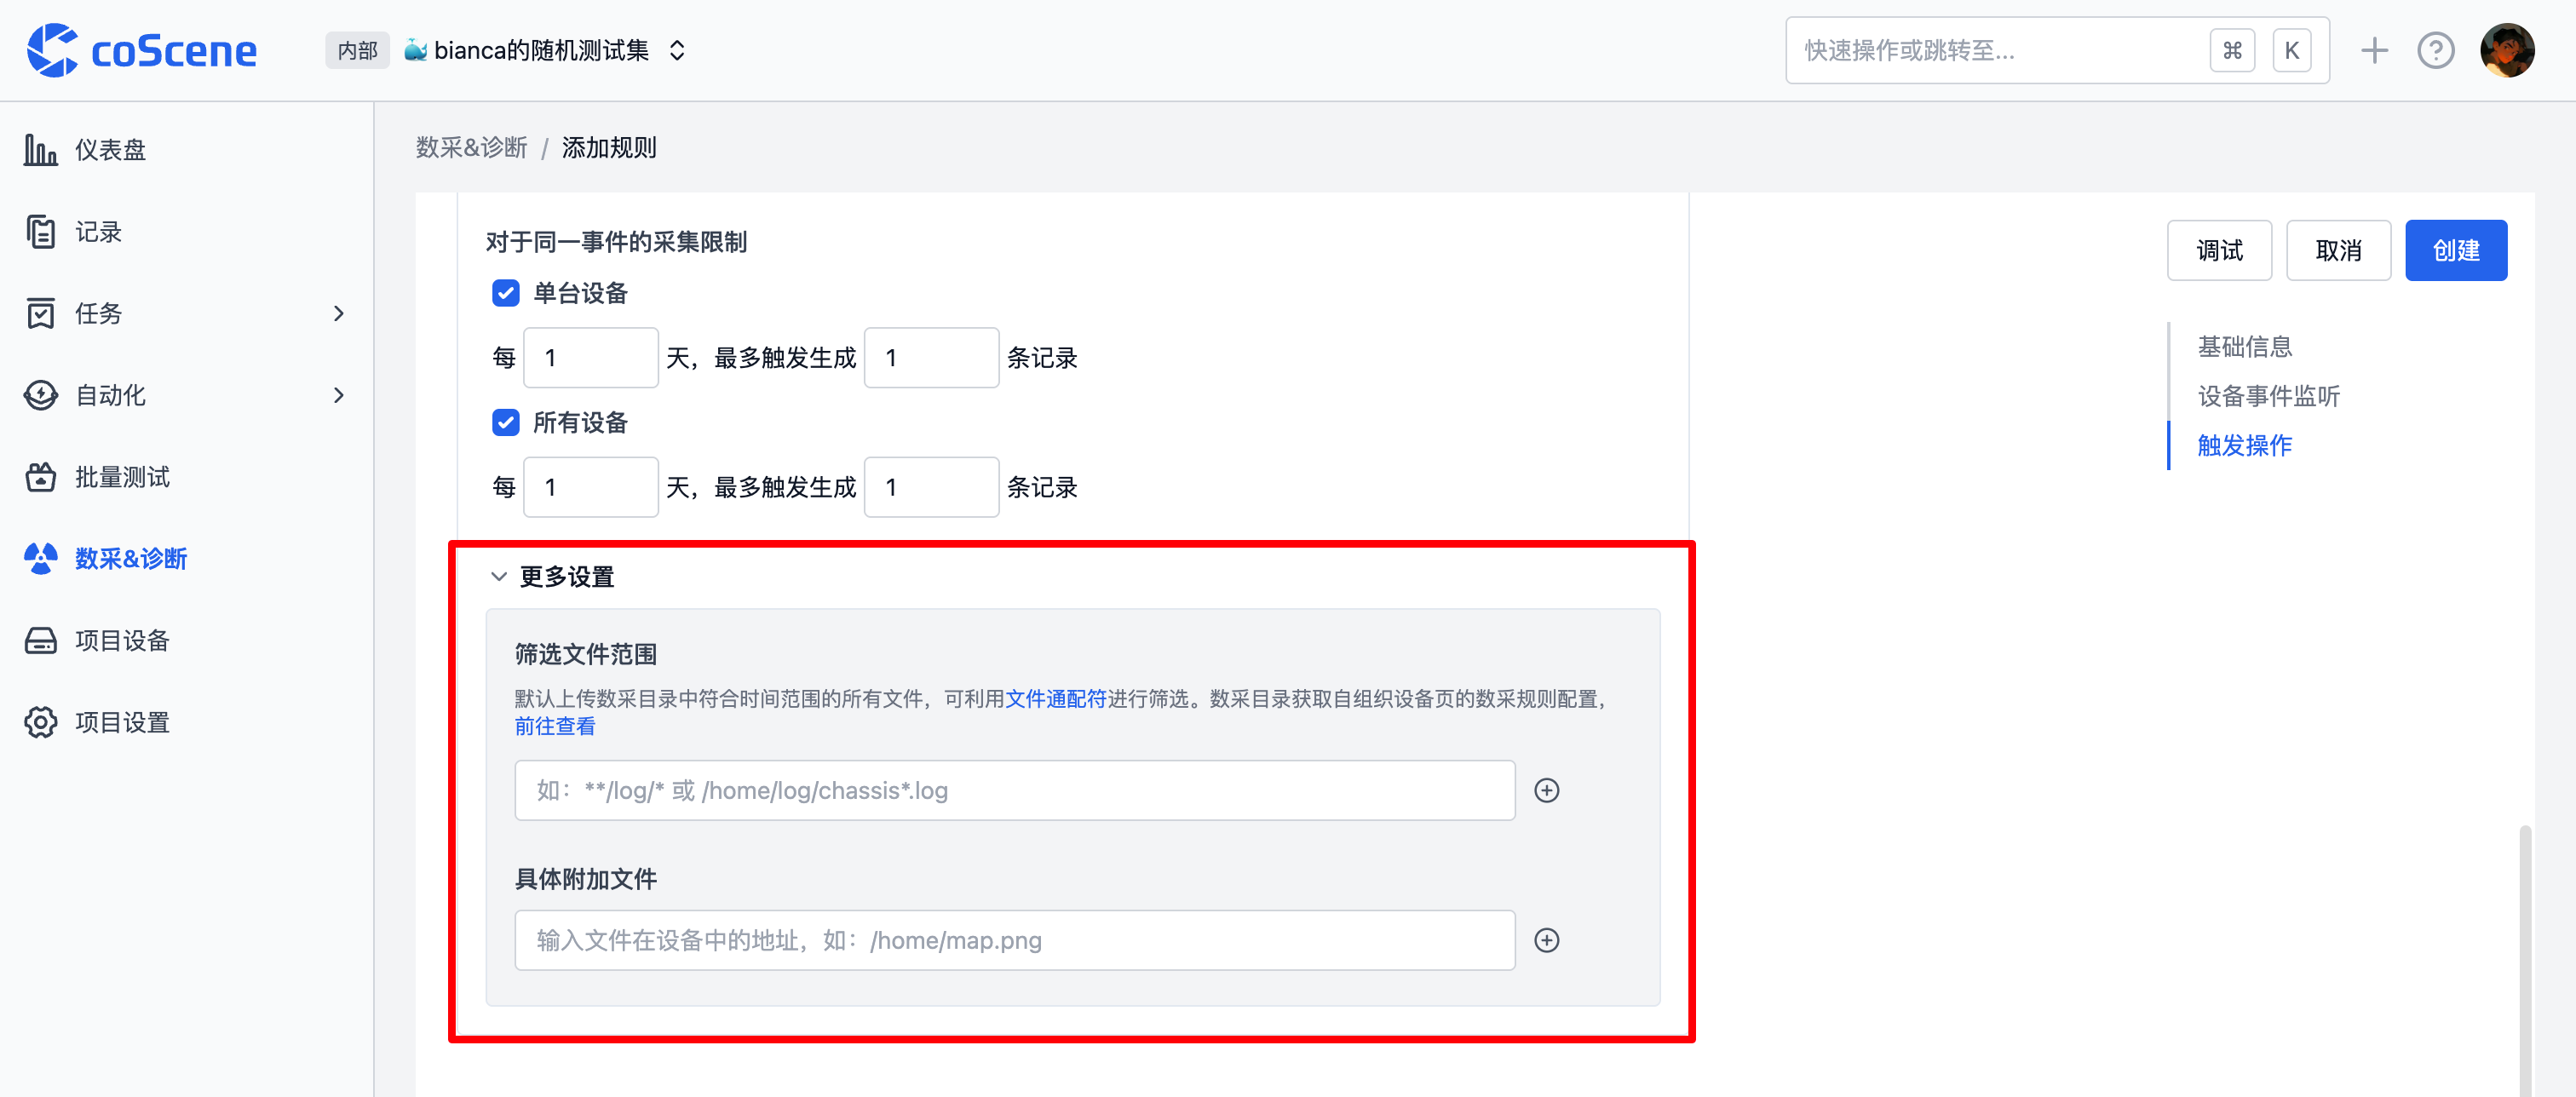 coScene
内部
bianca的随机测试集
快速操作或跳转至...
⌘
K
仪表盘
记录
任务
自动化
批量测试
数采&诊断
项目设备
项目设置
数采&诊断 / 添加规则
对于同一事件的采集限制
单台设备
每 1 天，最多触发生成 1 条记录
所有设备
每 1 天，最多触发生成 1 条记录
更多设置
筛选文件范围
默认上传数采目录中符合时间范围的所有文件，可利用文件通配符进行筛选。数采目录获取自组织设备页的数采规则配置，
前往查看
如：**/log/* 或 /home/log/chassis*.log
具体附加文件
输入文件在设备中的地址，如：/home/map.png
调试
取消
创建
基础信息
设备事件监听
触发操作